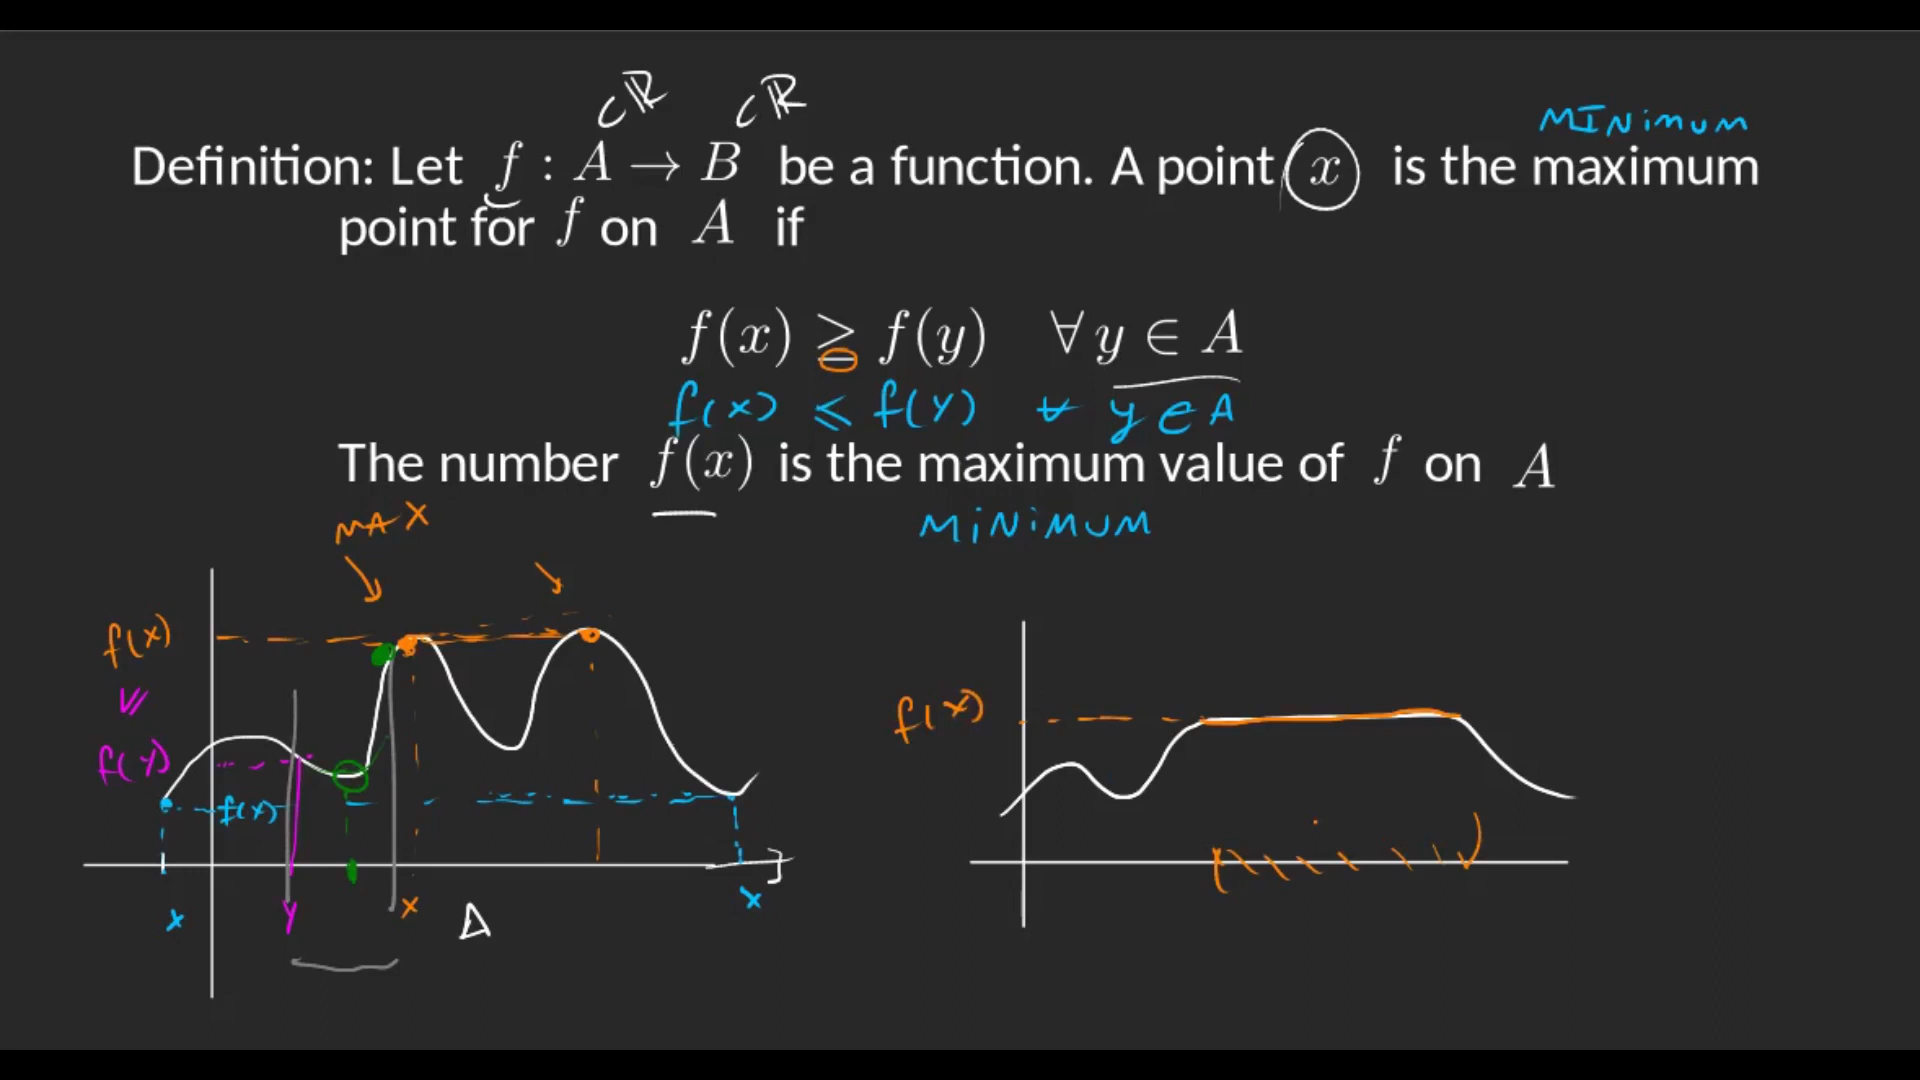 ⊂ℝ ⊂ℝ
MINimum
Definition: Let f : A → B be a function. A point x is the maximum
point for f on A if
f(x) ≥ f(y) ∀ y ∈ A
f(x) ≤ f(y) ∀ y ∈ A
The number f(x) is the maximum value of f on A
MAX
MiNiMUM
f(x)
f(x)
f(y)
f(x)
x y x A x